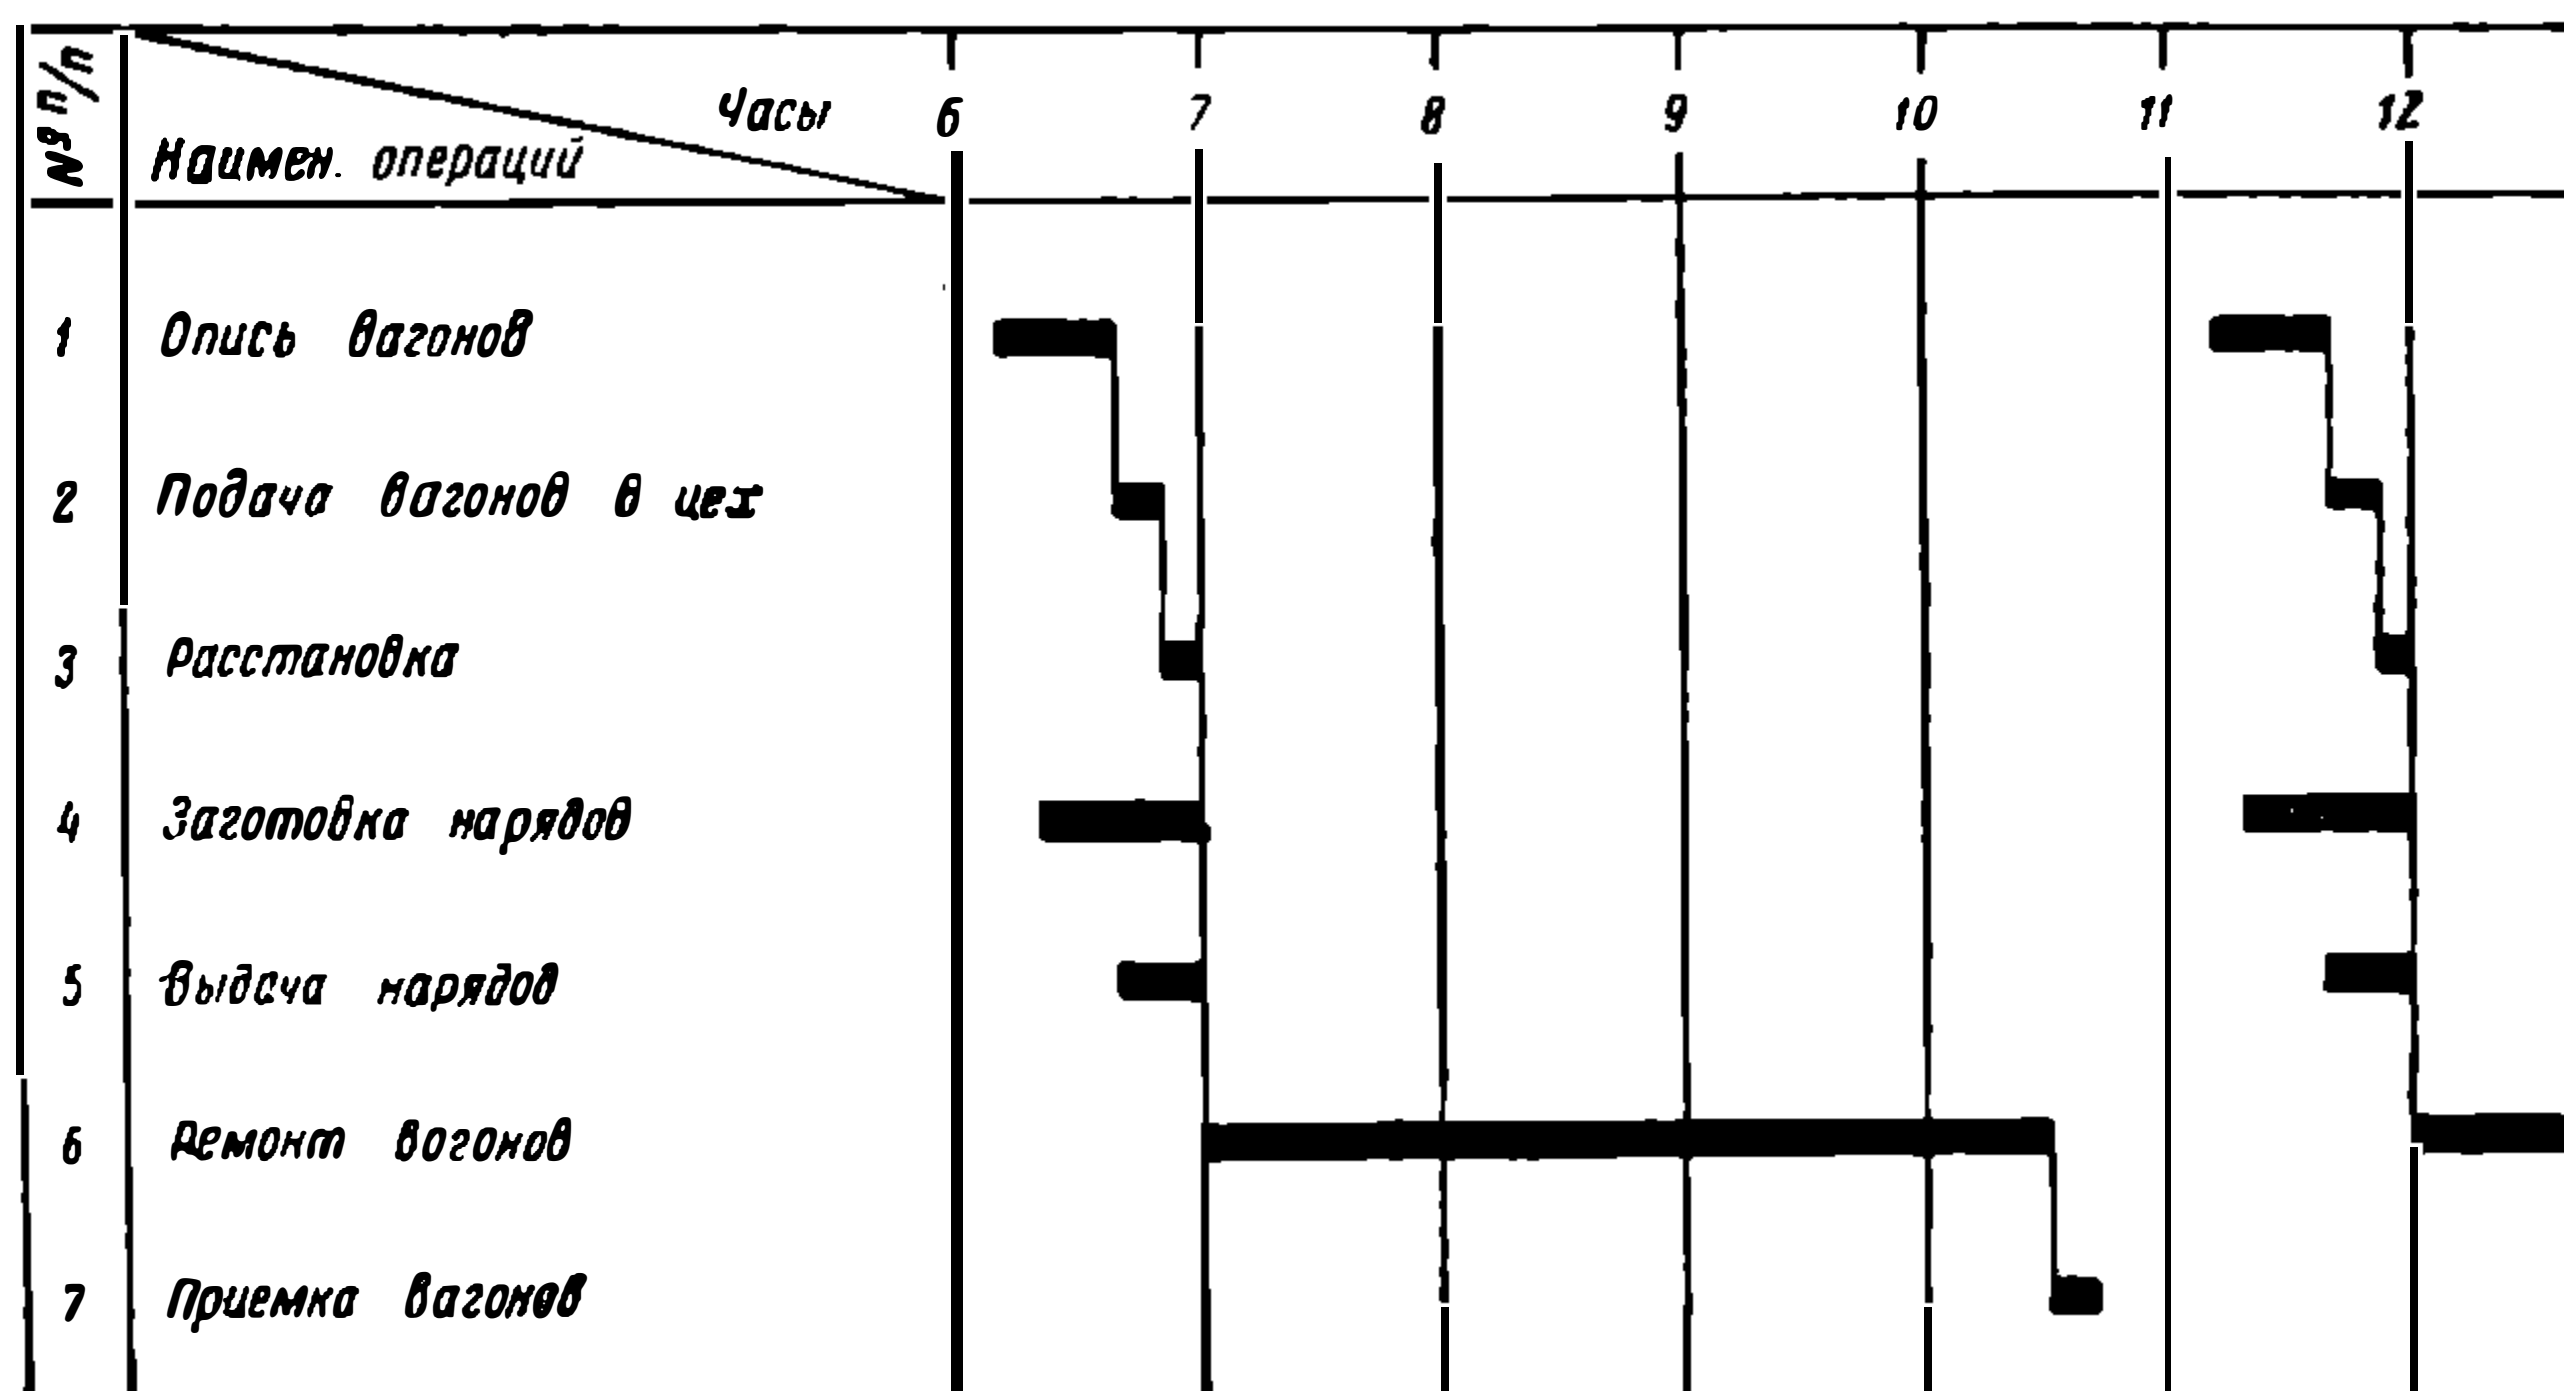 №№ п/п
Часы 6 7 8 9 10 11 12
Наимен. операций
1 Опись вагонов
2 Подача вагонов в цех
3 Расстановка
4 Заготовка нарядов
5 Выдача нарядов
6 Ремонт вогонов
7 Приемка вагонов